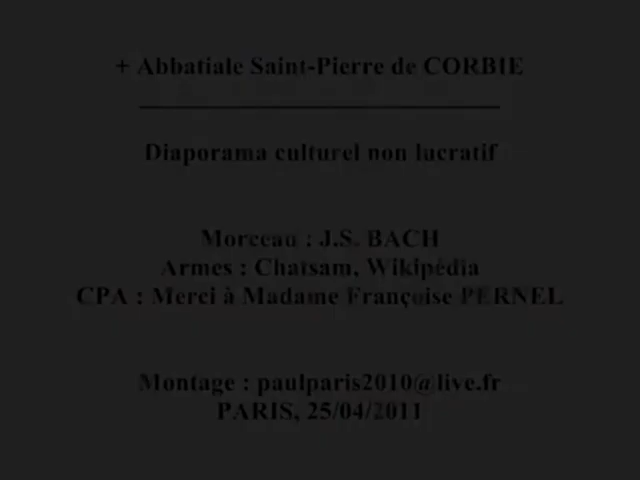 + Abbatiale Saint-Pierre de CORBIE
Diaporama culturel non lucratif
Morceau : J.S. BACH
Armes : Chatsam, Wikipédia
CPA : Merci à Madame Françoise PERNEL
Montage : paulparis2010@live.fr
PARIS, 25/04/2011